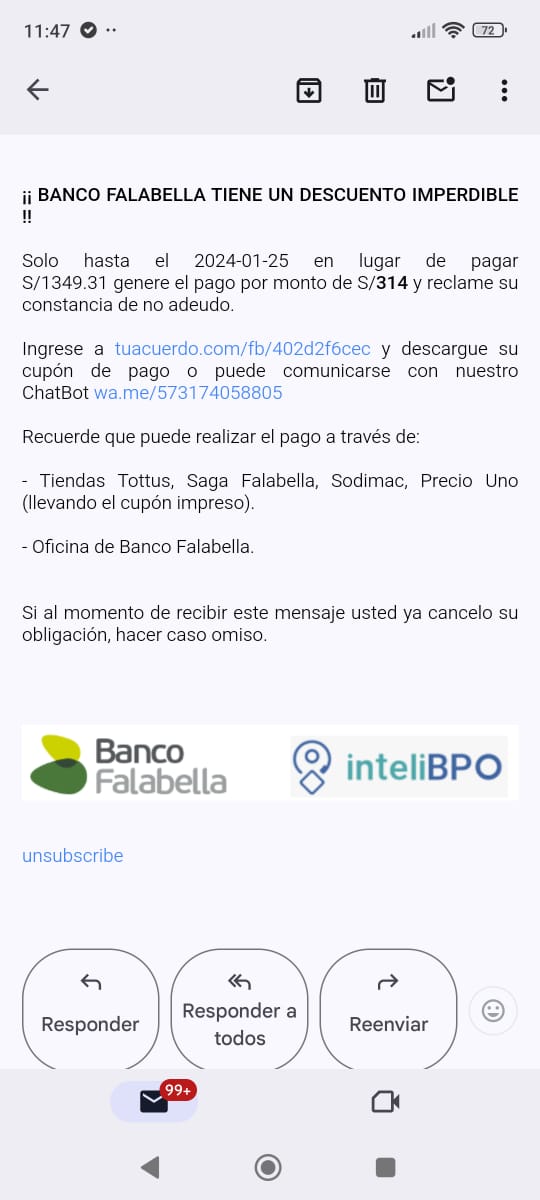 11:47
72
¡¡ BANCO FALABELLA TIENE UN DESCUENTO IMPERDIBLE
!!
Solo hasta el 2024-01-25 en lugar de pagar
S/1349.31 genere el pago por monto de S/314 y reclame su
constancia de no adeudo.
Ingrese a tuacuerdo.com/fb/402d2f6cec y descargue su
cupón de pago o puede comunicarse con nuestro
ChatBot wa.me/573174058805
Recuerde que puede realizar el pago a través de:
- Tiendas Tottus, Saga Falabella, Sodimac, Precio Uno
(llevando el cupón impreso).
- Oficina de Banco Falabella.
Si al momento de recibir este mensaje usted ya cancelo su
obligación, hacer caso omiso.
Banco
Falabella
inteliBPO
unsubscribe
Responder
Responder a
todos
Reenviar
99+